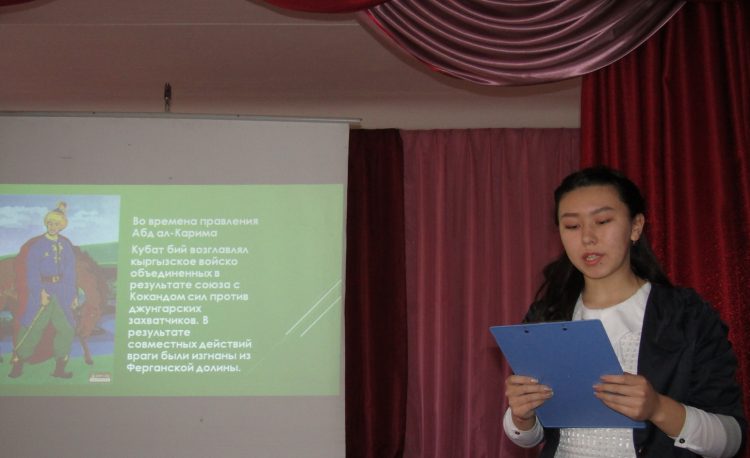 Во времена правления
Абд ал-Карима
Кубат бий возглавлял
кыргызское войско
объединенных в
результате союза с
Кокандом сил против
джунгарских
захватчиков. В
результате
совместных действий
враги были изгнаны из
Ферганской долины.